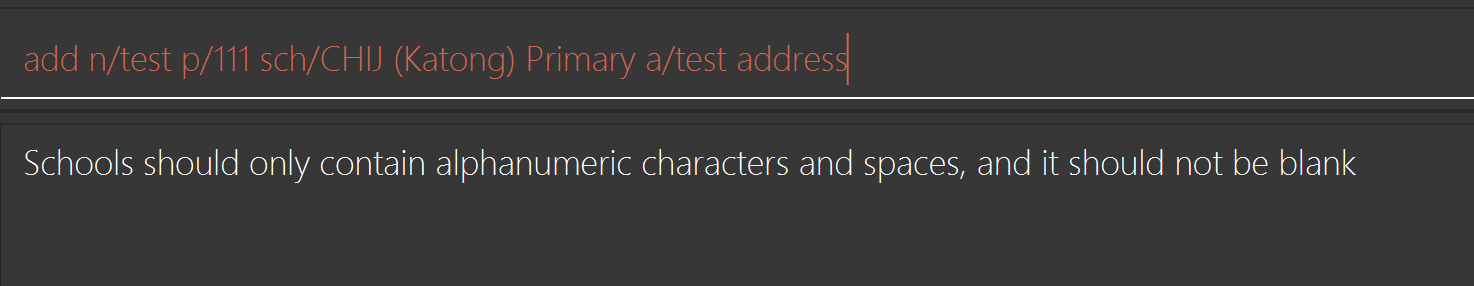 add n/test p/111 sch/CHIJ (Katong) Primary a/test address
Schools should only contain alphanumeric characters and spaces, and it should not be blank